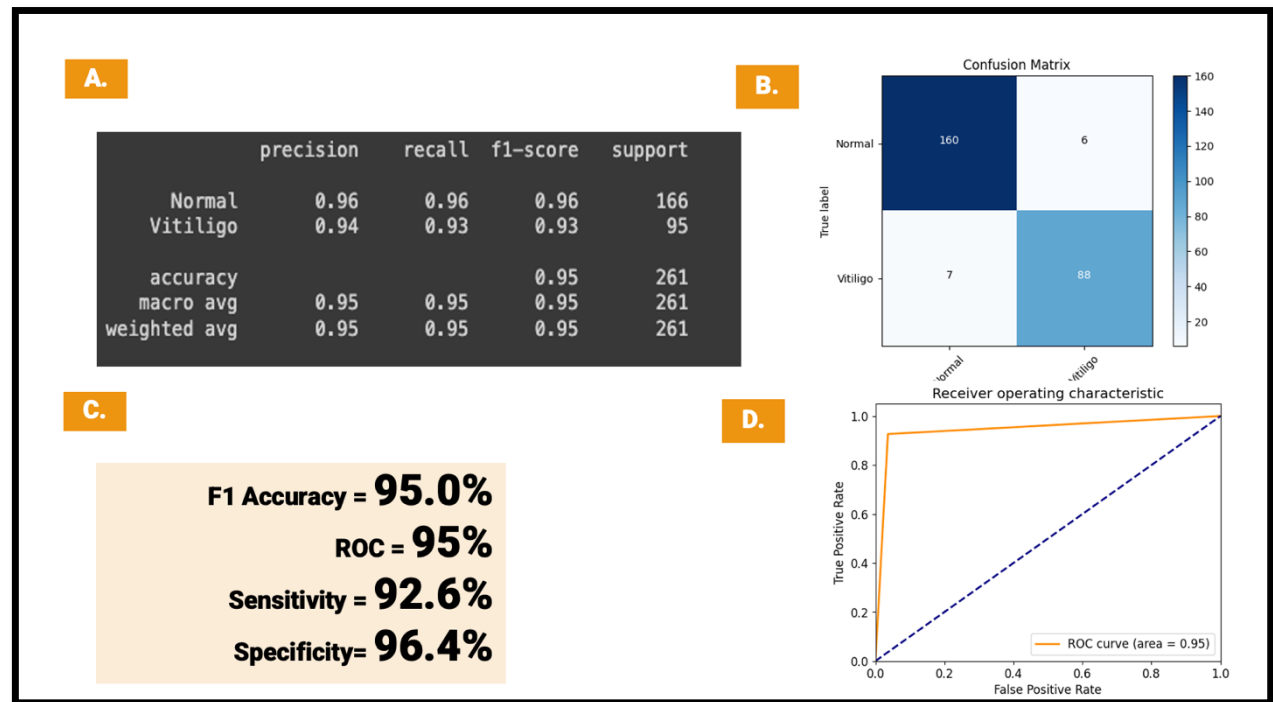 A.
precision recall f1-score support
Normal 0.96 0.96 0.96 166
Vitiligo 0.94 0.93 0.93 95
accuracy 0.95 261
macro avg 0.95 0.95 0.95 261
weighted avg 0.95 0.95 0.95 261
B.
Confusion Matrix
True label
Normal
Vitiligo
160 6
7 88
160
140
120
100
80
60
40
20
C.
F1 Accuracy = 95.0%
ROC = 95%
Sensitivity = 92.6%
Specificity= 96.4%
D.
Receiver operating characteristic
True Positive Rate
1.0
0.8
0.6
0.4
0.2
0.0
ROC curve (area = 0.95)
0.0 0.2 0.4 0.6 0.8 1.0
False Positive Rate